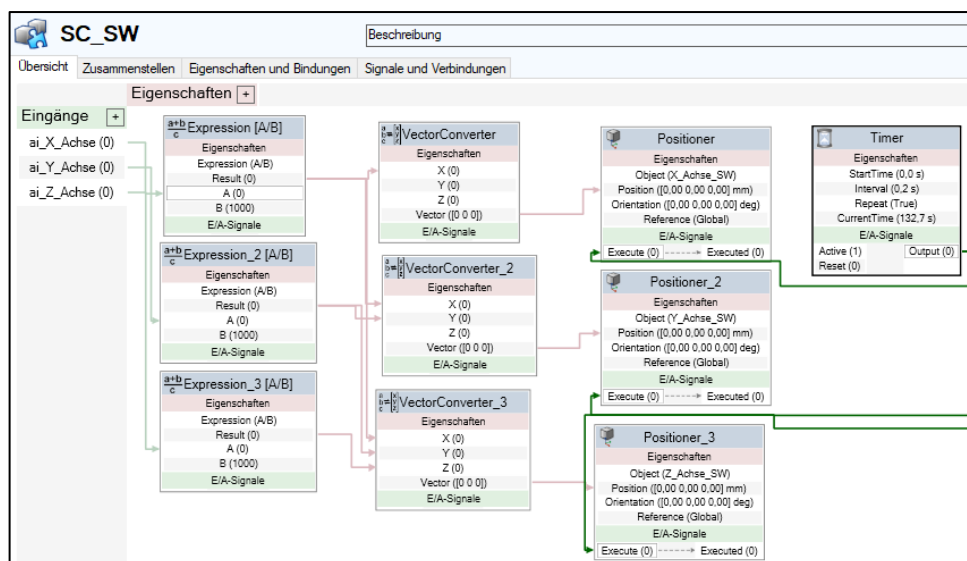 SC_SW
Beschreibung
Übersicht Zusammenstellen Eigenschaften und Bindungen Signale und Verbindungen
Eigenschaften +
Eingänge +
ai_X_Achse (0)
ai_Y_Achse (0)
ai_Z_Achse (0)
a+b
c
Expression [A/B]
Eigenschaften
Expression (A/B)
Result (0)
A (0)
B (1000)
E/A-Signale
a+b
c
Expression_2 [A/B]
Eigenschaften
Expression (A/B)
Result (0)
A (0)
B (1000)
E/A-Signale
a+b
c
Expression_3 [A/B]
Eigenschaften
Expression (A/B)
Result (0)
A (0)
B (1000)
E/A-Signale
VectorConverter
Eigenschaften
X (0)
Y (0)
Z (0)
Vector ([0 0 0])
E/A-Signale
VectorConverter_2
Eigenschaften
X (0)
Y (0)
Z (0)
Vector ([0 0 0])
E/A-Signale
VectorConverter_3
Eigenschaften
X (0)
Y (0)
Z (0)
Vector ([0 0 0])
E/A-Signale
Positioner
Eigenschaften
Object (X_Achse_SW)
Position ([0,00 0,00 0,00] mm)
Orientation ([0,00 0,00 0,00] deg)
Reference (Global)
E/A-Signale
Execute (0) Executed (0)
Positioner_2
Eigenschaften
Object (Y_Achse_SW)
Position ([0,00 0,00 0,00] mm)
Orientation ([0,00 0,00 0,00] deg)
Reference (Global)
E/A-Signale
Execute (0) Executed (0)
Positioner_3
Eigenschaften
Object (Z_Achse_SW)
Position ([0,00 0,00 0,00] mm)
Orientation ([0,00 0,00 0,00] deg)
Reference (Global)
E/A-Signale
Execute (0) Executed (0)
Timer
Eigenschaften
StartTime (0,0 s)
Interval (0,2 s)
Repeat (True)
CurrentTime (132,7 s)
E/A-Signale
Active (1) Output (0)
Reset (0)